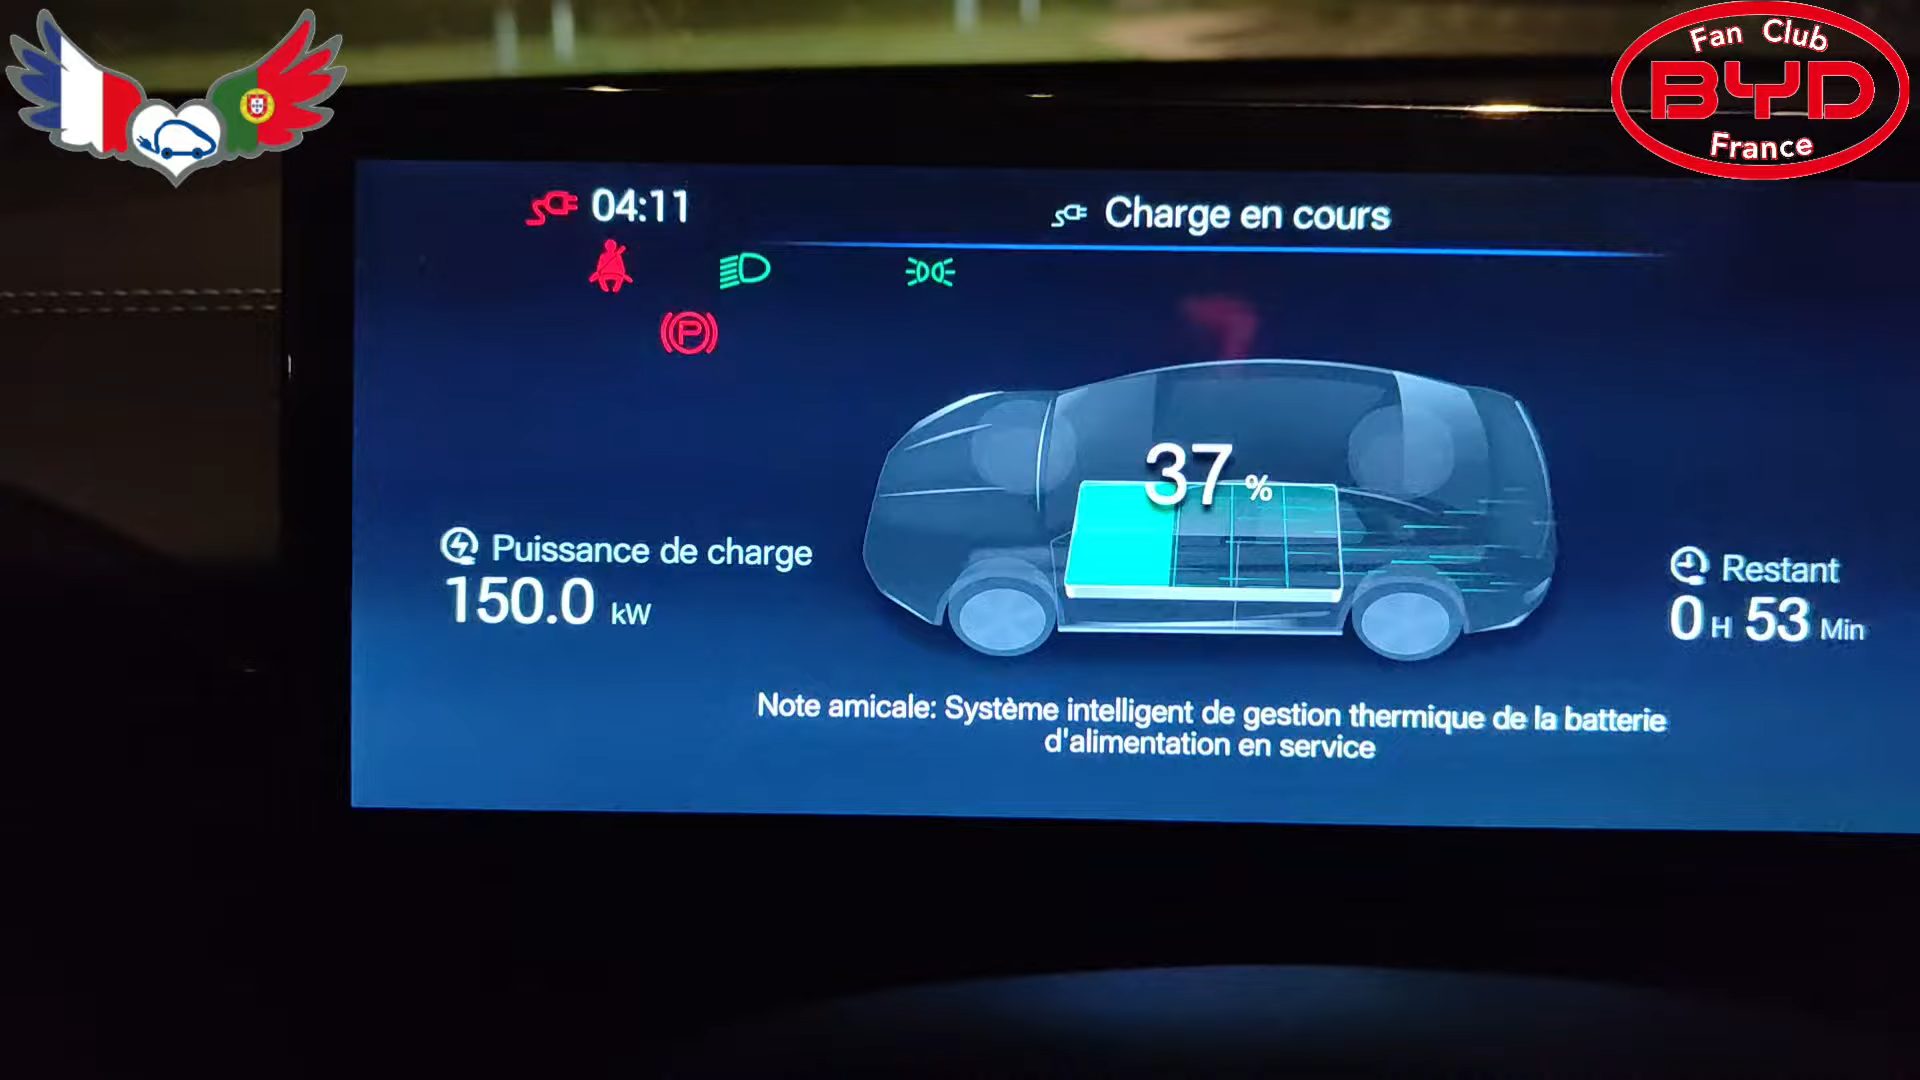 Fan Club
BYD
France
04:11
Charge en cours
P
37 %
Puissance de charge
150.0 kW
Restant
0 H 53 Min
Note amicale: Système intelligent de gestion thermique de la batterie
d'alimentation en service